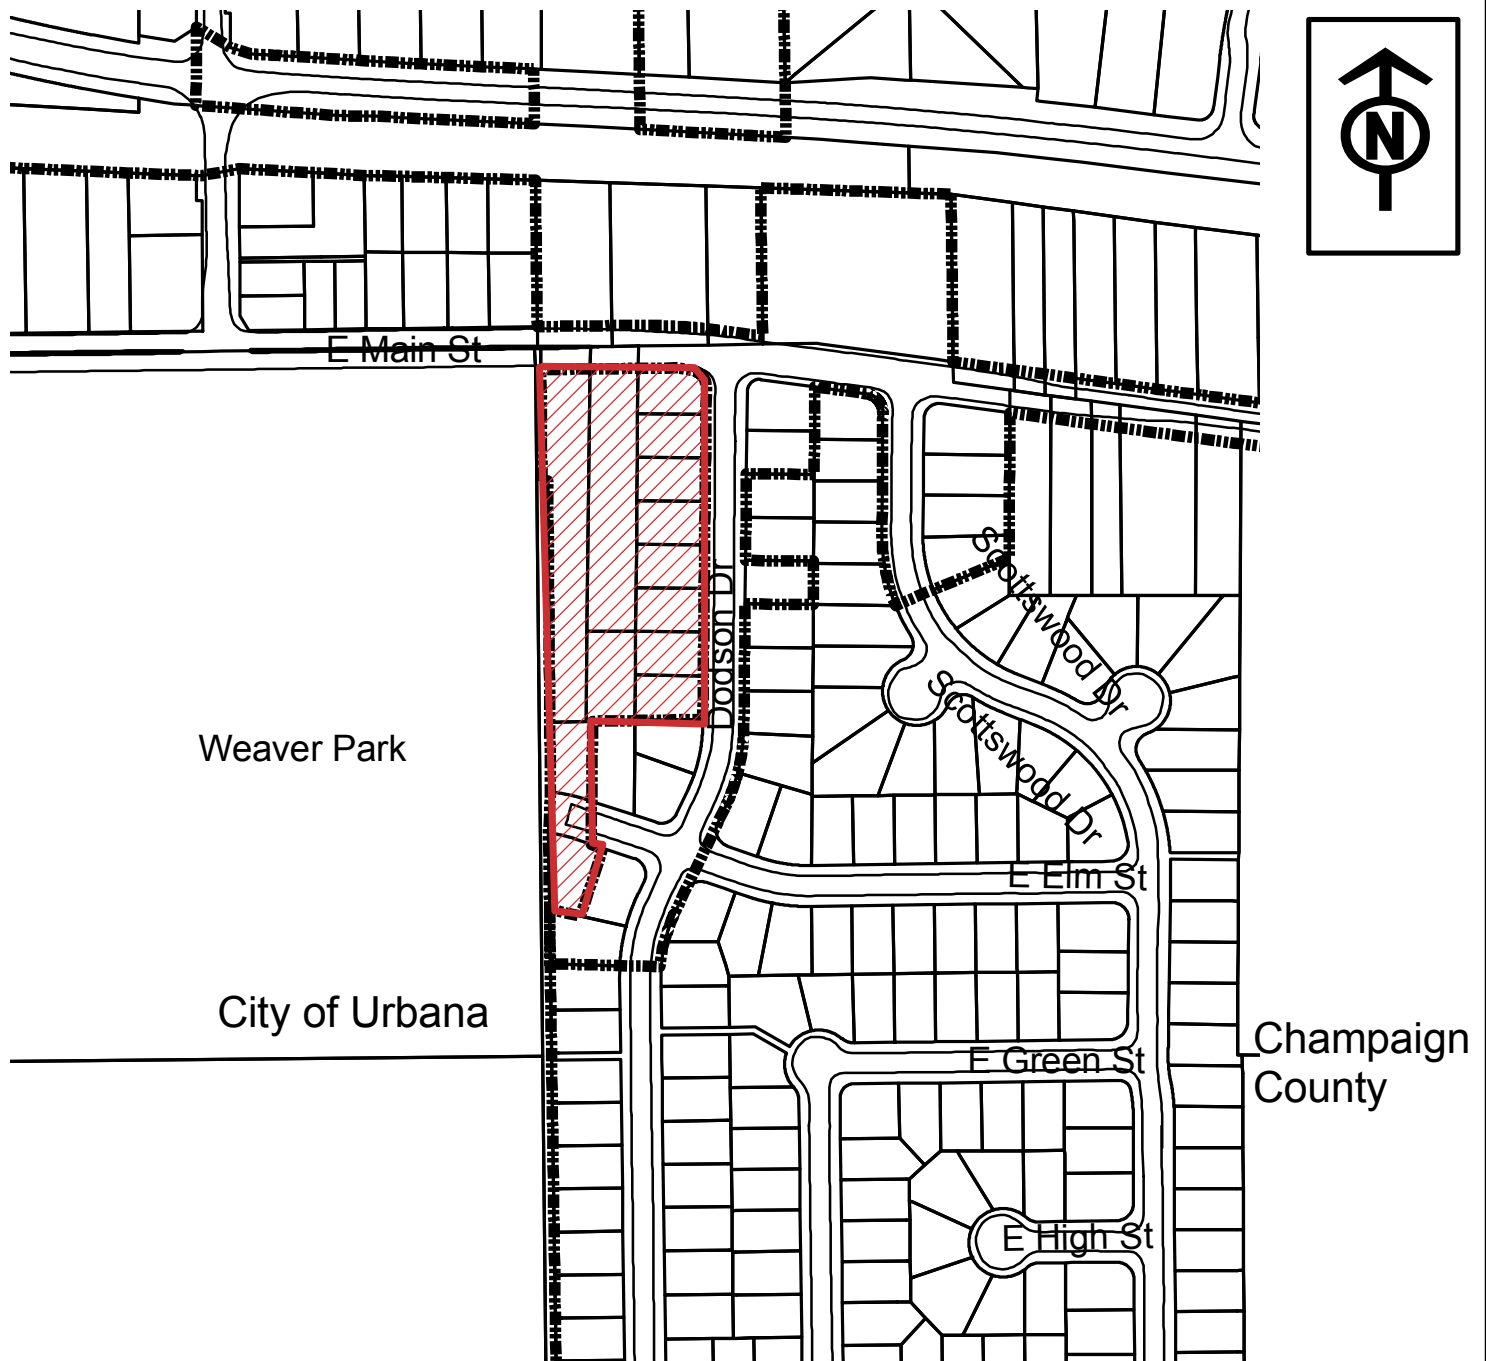 N
E Main St
Scottswood Dr
Dodson Dr
Scottswood Dr
Weaver Park
E Elm St
City of Urbana
Champaign
County
E Green St
E High St